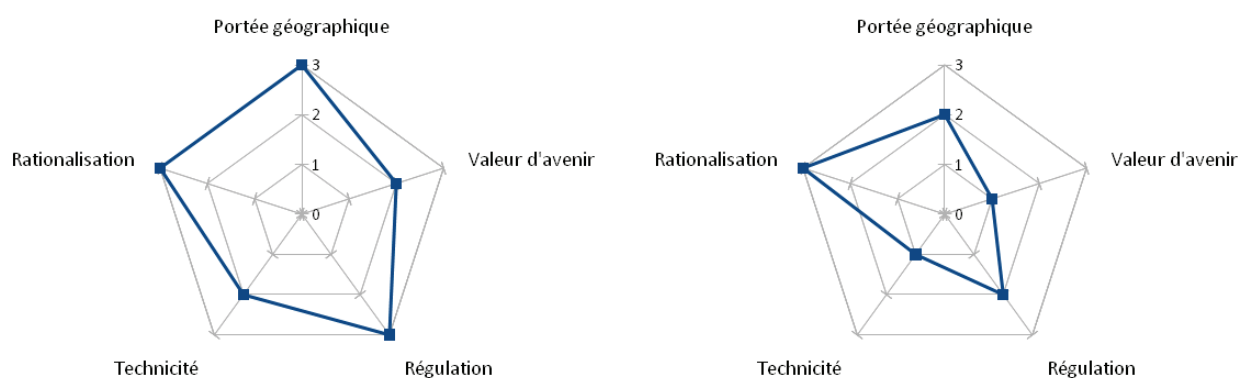 Portée géographique
3
2
1
0
Rationalisation
Valeur d'avenir
Technicité
Régulation
Portée géographique
3
2
1
0
Rationalisation
Valeur d'avenir
Technicité
Régulation